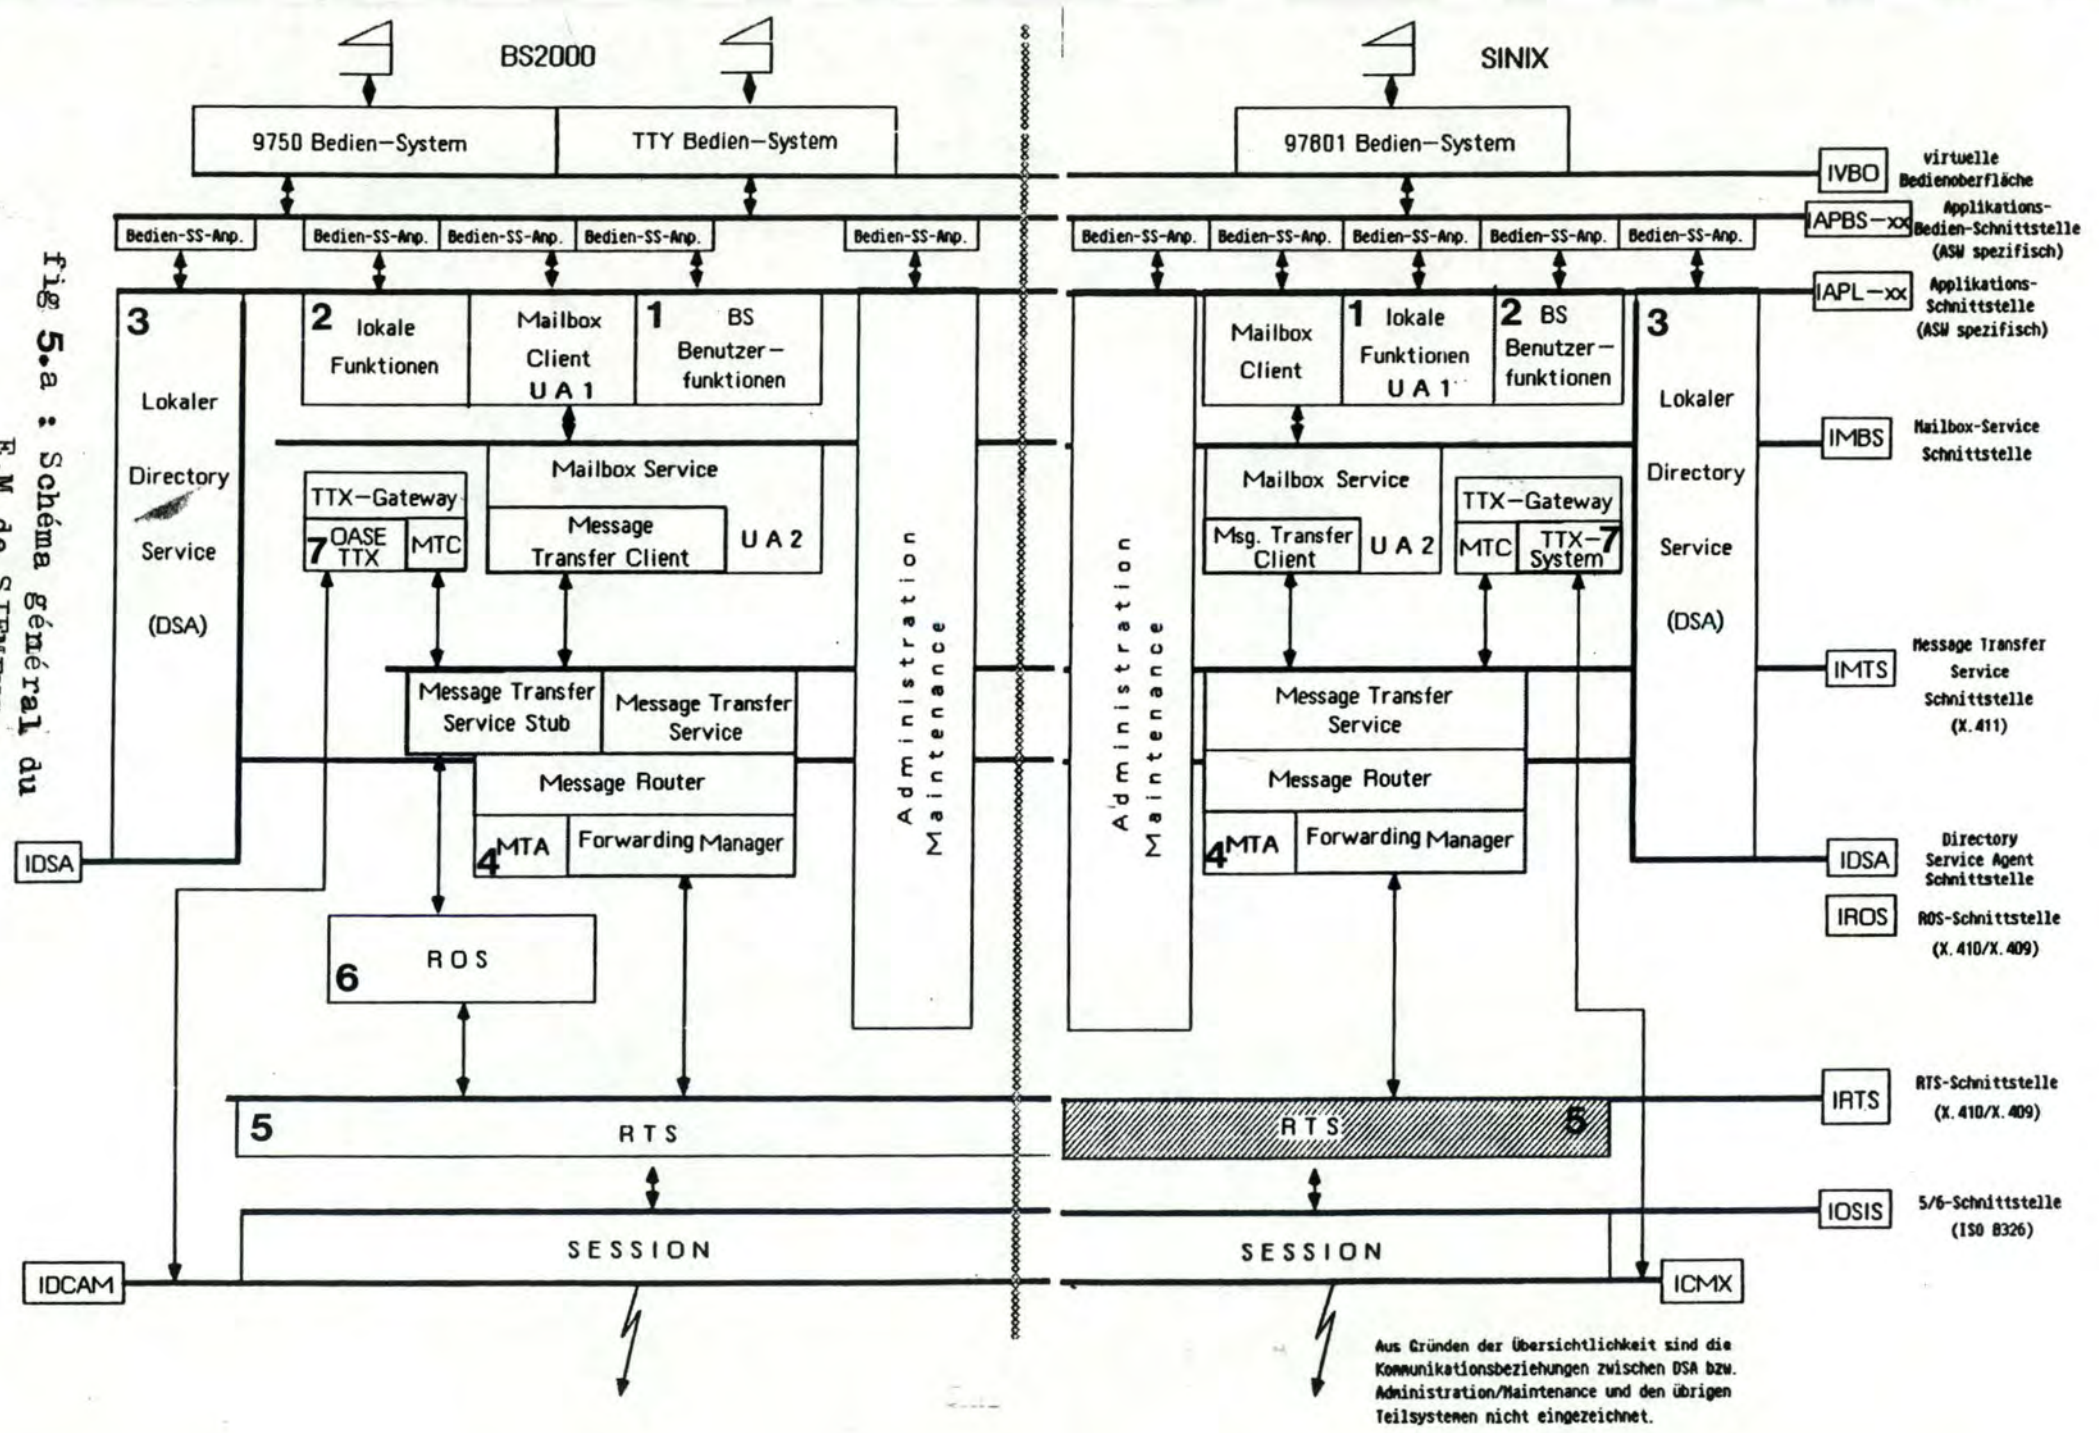 BS2000
SINIX
9750 Bedien-System
TTY Bedien-System
97801 Bedien-System
IVBO
virtuelle
Bedienoberfläche
Bedien-SS-Anp.
Bedien-SS-Anp.
Bedien-SS-Anp.
Bedien-SS-Anp.
Bedien-SS-Anp.
Bedien-SS-Anp.
Bedien-SS-Anp.
Bedien-SS-Anp.
Bedien-SS-Anp.
Bedien-SS-Anp.
IAPBS-xx
Applikations-
Bedien-Schnittstelle
(ASW spezifisch)
IAPL-xx
Applikations-
Schnittstelle
(ASW spezifisch)
3
Lokaler
Directory
Service
(DSA)
2 lokale
Funktionen
Mailbox
Client
UA1
1 BS
Benutzer-
funktionen
Administration
Maintenance
Administration
Maintenance
Mailbox
Client
1 lokale
Funktionen
UA1
2 BS
Benutzer-
funktionen
3
Lokaler
Directory
Service
(DSA)
IMBS
Mailbox-Service
Schnittstelle
TTX-Gateway
7 OASE
TTX
MTC
Mailbox Service
Message
Transfer Client
UA2
Mailbox Service
Msg. Transfer
Client
UA2
TTX-Gateway
MTC
TTX-
System
7
Message Transfer
Service Stub
Message Transfer
Service
Message Router
4 MTA
Forwarding Manager
Message Transfer
Service
Message Router
4 MTA
Forwarding Manager
IMTS
Message Transfer
Service
Schnittstelle
(X.411)
IDSA
IDSA
Directory
Service Agent
Schnittstelle
IROS
ROS-Schnittstelle
(X.410/X.409)
6
ROS
5
RTS
RTS
5
IRTS
RTS-Schnittstelle
(X.410/X.409)
SESSION
SESSION
IOSIS
5/6-Schnittstelle
(ISO 8326)
IDCAM
ICMX
Aus Gründen der Übersichtlichkeit sind die
Kommunikationsbeziehungen zwischen DSA bzw.
Administration/Maintenance und den übrigen
Teilsystemen nicht eingezeichnet.
fig 5.a : Schéma général du